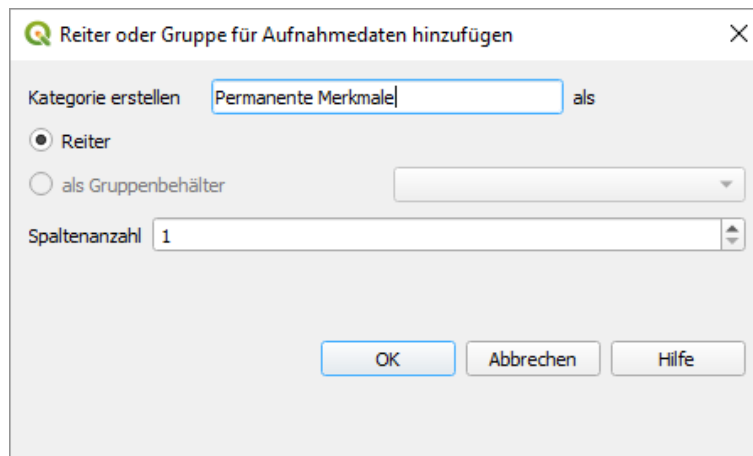 Reiter oder Gruppe für Aufnahmedaten hinzufügen
Kategorie erstellen Permanente Merkmale als
Reiter
als Gruppenbehälter
Spaltenanzahl 1
OK Abbrechen Hilfe